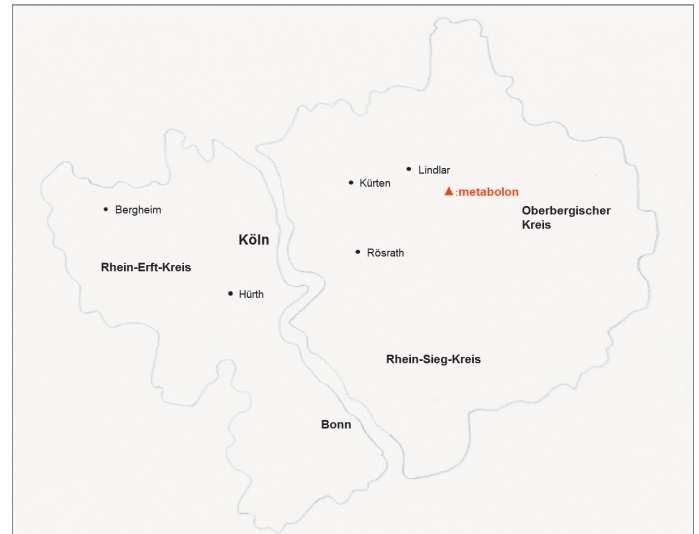 Lindlar
Kürten
:metabolon
Bergheim
Oberbergischer
Kreis
Köln
Rösrath
Rhein-Erft-Kreis
Hürth
Rhein-Sieg-Kreis
Bonn